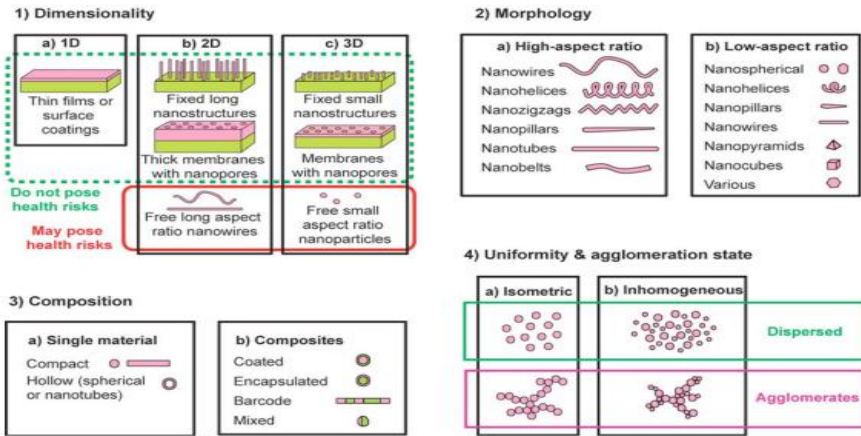 1) Dimensionality
a) 1D
Thin films or
surface
coatings
b) 2D
Fixed long
nanostructures
Thick membranes
with nanopores
Free long aspect
ratio nanowires
c) 3D
Fixed small
nanostructures
Membranes
with nanopores
Free small
aspect ratio
nanoparticles
Do not pose
health risks
May pose
health risks
2) Morphology
a) High-aspect ratio
Nanowires
Nanohelices
Nanozigzags
Nanopillars
Nanotubes
Nanobelts
b) Low-aspect ratio
Nanospherical
Nanohelices
Nanopillars
Nanowires
Nanopyramids
Nanocubes
Various
3) Composition
a) Single material
Compact
Hollow (spherical
or nanotubes)
b) Composites
Coated
Encapsulated
Barcode
Mixed
4) Uniformity & agglomeration state
a) Isometric
b) Inhomogeneous
Dispersed
Agglomerates